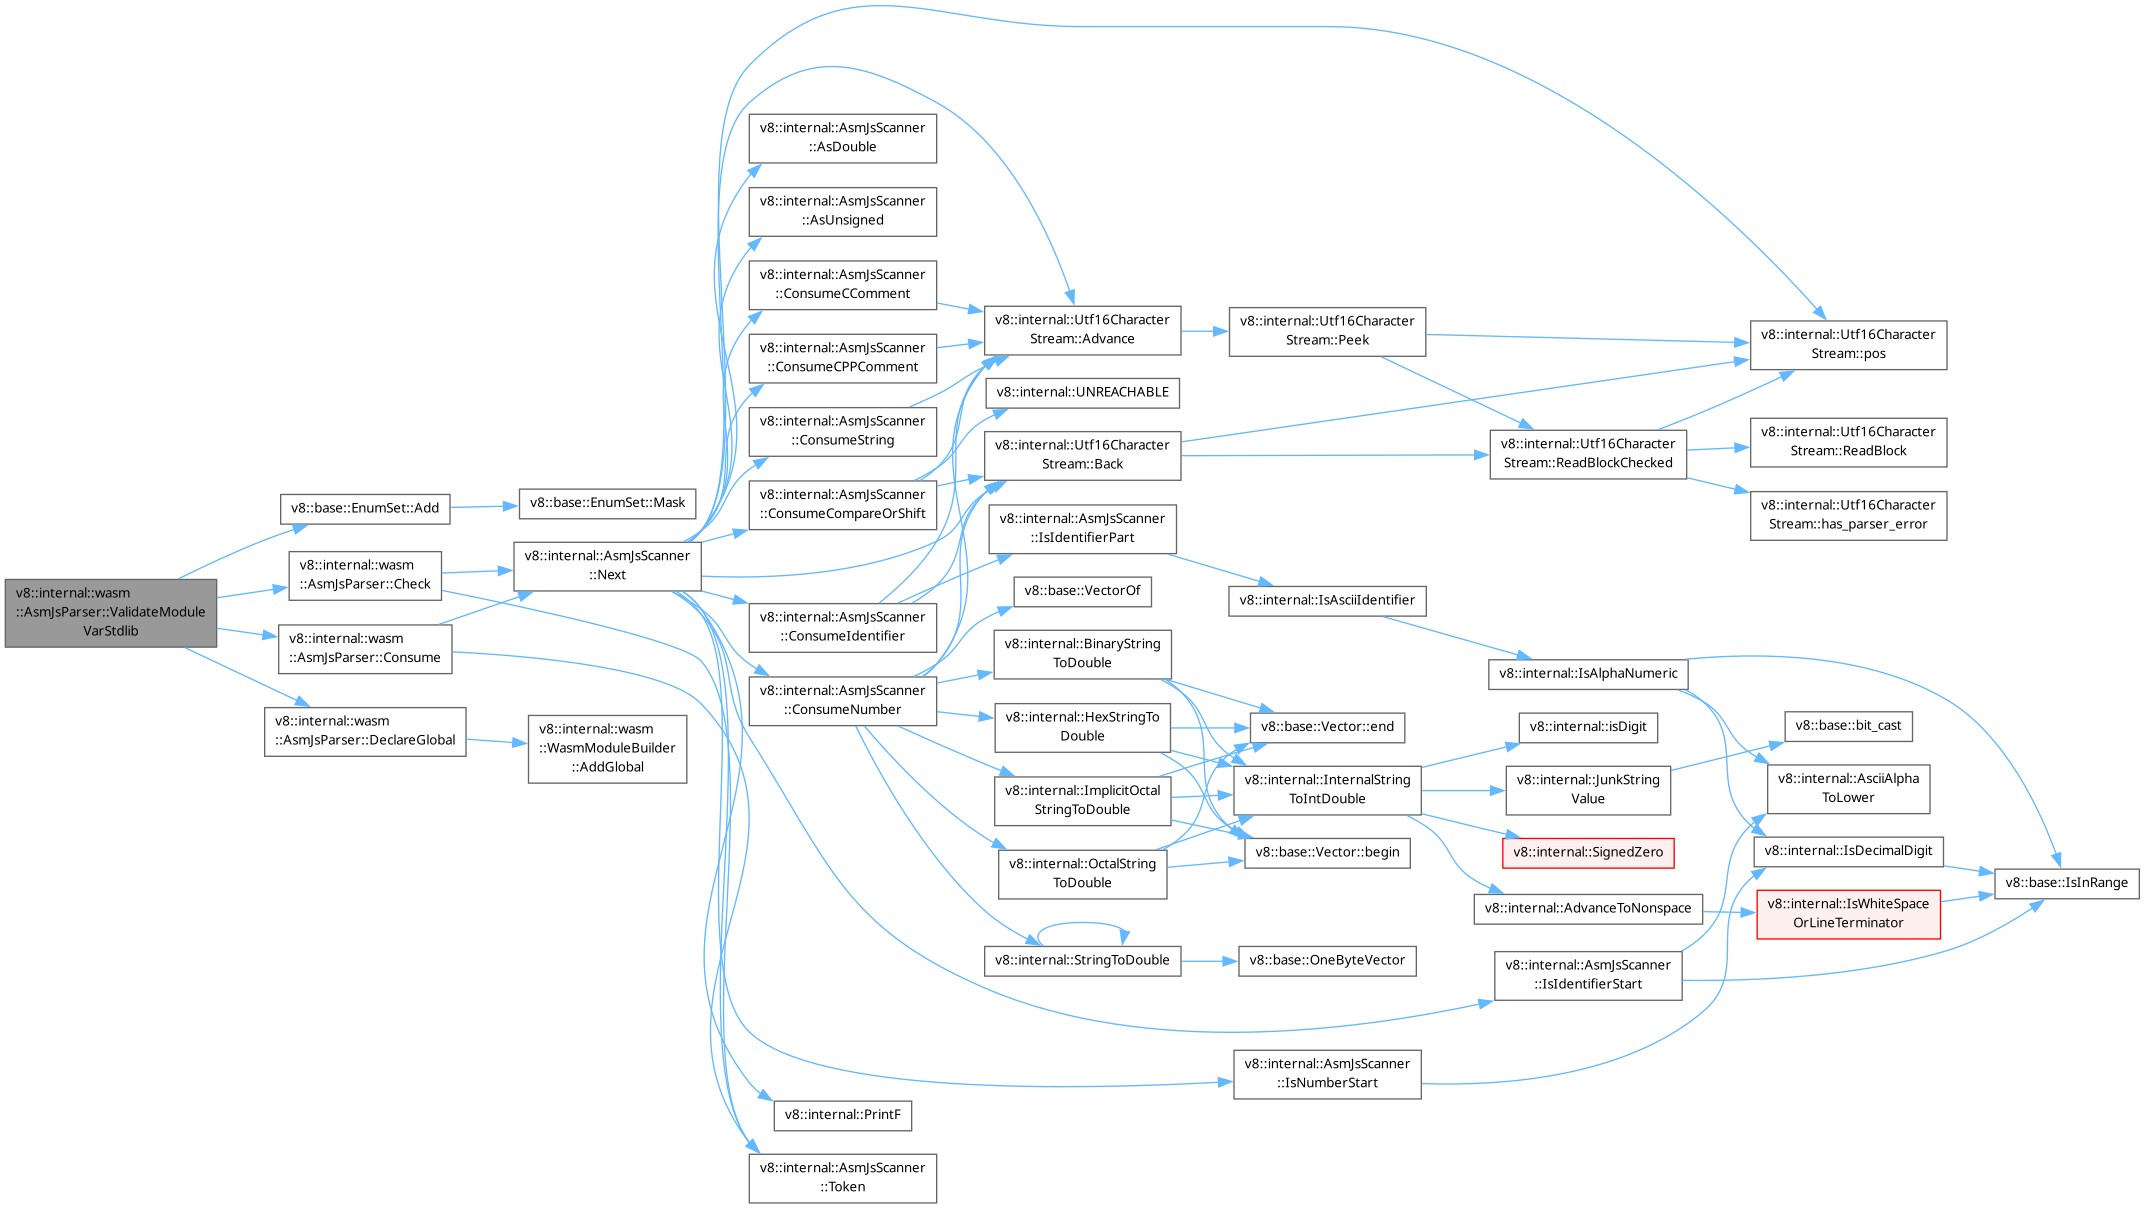 v8::internal::wasm
::AsmJsParser::ValidateModule
VarStdlib
v8::base::EnumSet::Add
v8::internal::wasm
::AsmJsParser::Check
v8::internal::wasm
::AsmJsParser::Consume
v8::internal::wasm
::AsmJsParser::DeclareGlobal
v8::base::EnumSet::Mask
v8::internal::AsmJsScanner
::Next
v8::internal::wasm
::WasmModuleBuilder
::AddGlobal
v8::internal::AsmJsScanner
::AsDouble
v8::internal::AsmJsScanner
::AsUnsigned
v8::internal::AsmJsScanner
::ConsumeCComment
v8::internal::AsmJsScanner
::ConsumeCPPComment
v8::internal::AsmJsScanner
::ConsumeString
v8::internal::AsmJsScanner
::ConsumeCompareOrShift
v8::internal::AsmJsScanner
::ConsumeIdentifier
v8::internal::AsmJsScanner
::ConsumeNumber
v8::internal::PrintF
v8::internal::AsmJsScanner
::Token
v8::internal::Utf16Character
Stream::Advance
v8::internal::UNREACHABLE
v8::internal::Utf16Character
Stream::Back
v8::internal::AsmJsScanner
::IsIdentifierPart
v8::base::VectorOf
v8::internal::BinaryString
ToDouble
v8::internal::HexStringTo
Double
v8::internal::ImplicitOctal
StringToDouble
v8::internal::OctalString
ToDouble
v8::internal::StringToDouble
v8::internal::Utf16Character
Stream::Peek
v8::internal::IsAsciiIdentifier
v8::base::Vector::end
v8::internal::InternalString
ToIntDouble
v8::base::Vector::begin
v8::base::OneByteVector
v8::internal::AsmJsScanner
::IsNumberStart
v8::internal::Utf16Character
Stream::ReadBlockChecked
v8::internal::IsAlphaNumeric
v8::internal::isDigit
v8::internal::JunkString
Value
v8::internal::SignedZero
v8::internal::AdvanceToNonspace
v8::internal::AsmJsScanner
::IsIdentifierStart
v8::internal::Utf16Character
Stream::pos
v8::internal::Utf16Character
Stream::ReadBlock
v8::internal::Utf16Character
Stream::has_parser_error
v8::base::bit_cast
v8::internal::AsciiAlpha
ToLower
v8::internal::IsDecimalDigit
v8::internal::IsWhiteSpace
OrLineTerminator
v8::base::IsInRange